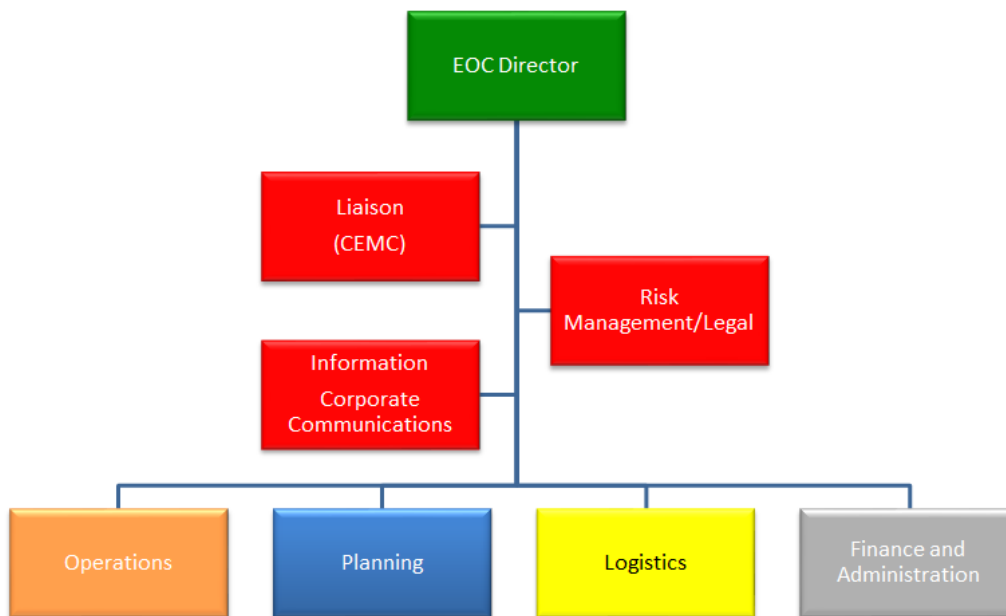 EOC Director
Liaison
(CEMC)
Risk
Management/Legal
Information
Corporate
Communications
Operations
Planning
Logistics
Finance and
Administration